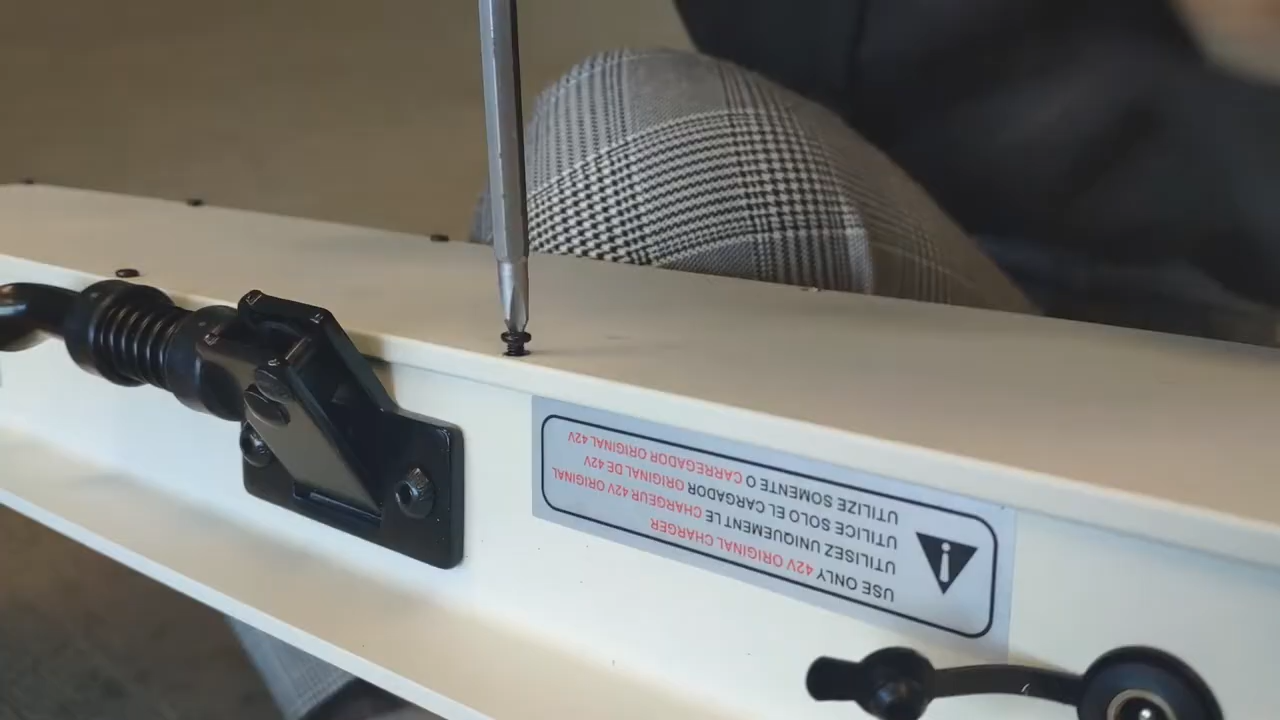 USE ONLY 42V ORIGINAL CHARGER
UTILISEZ UNIQUEMENT LE CHARGEUR 42V ORIGINAL
UTILICE SOLO EL CARGADOR ORIGINAL DE 42V
UTILIZE SOMENTE O CARREGADOR ORIGINAL 42V